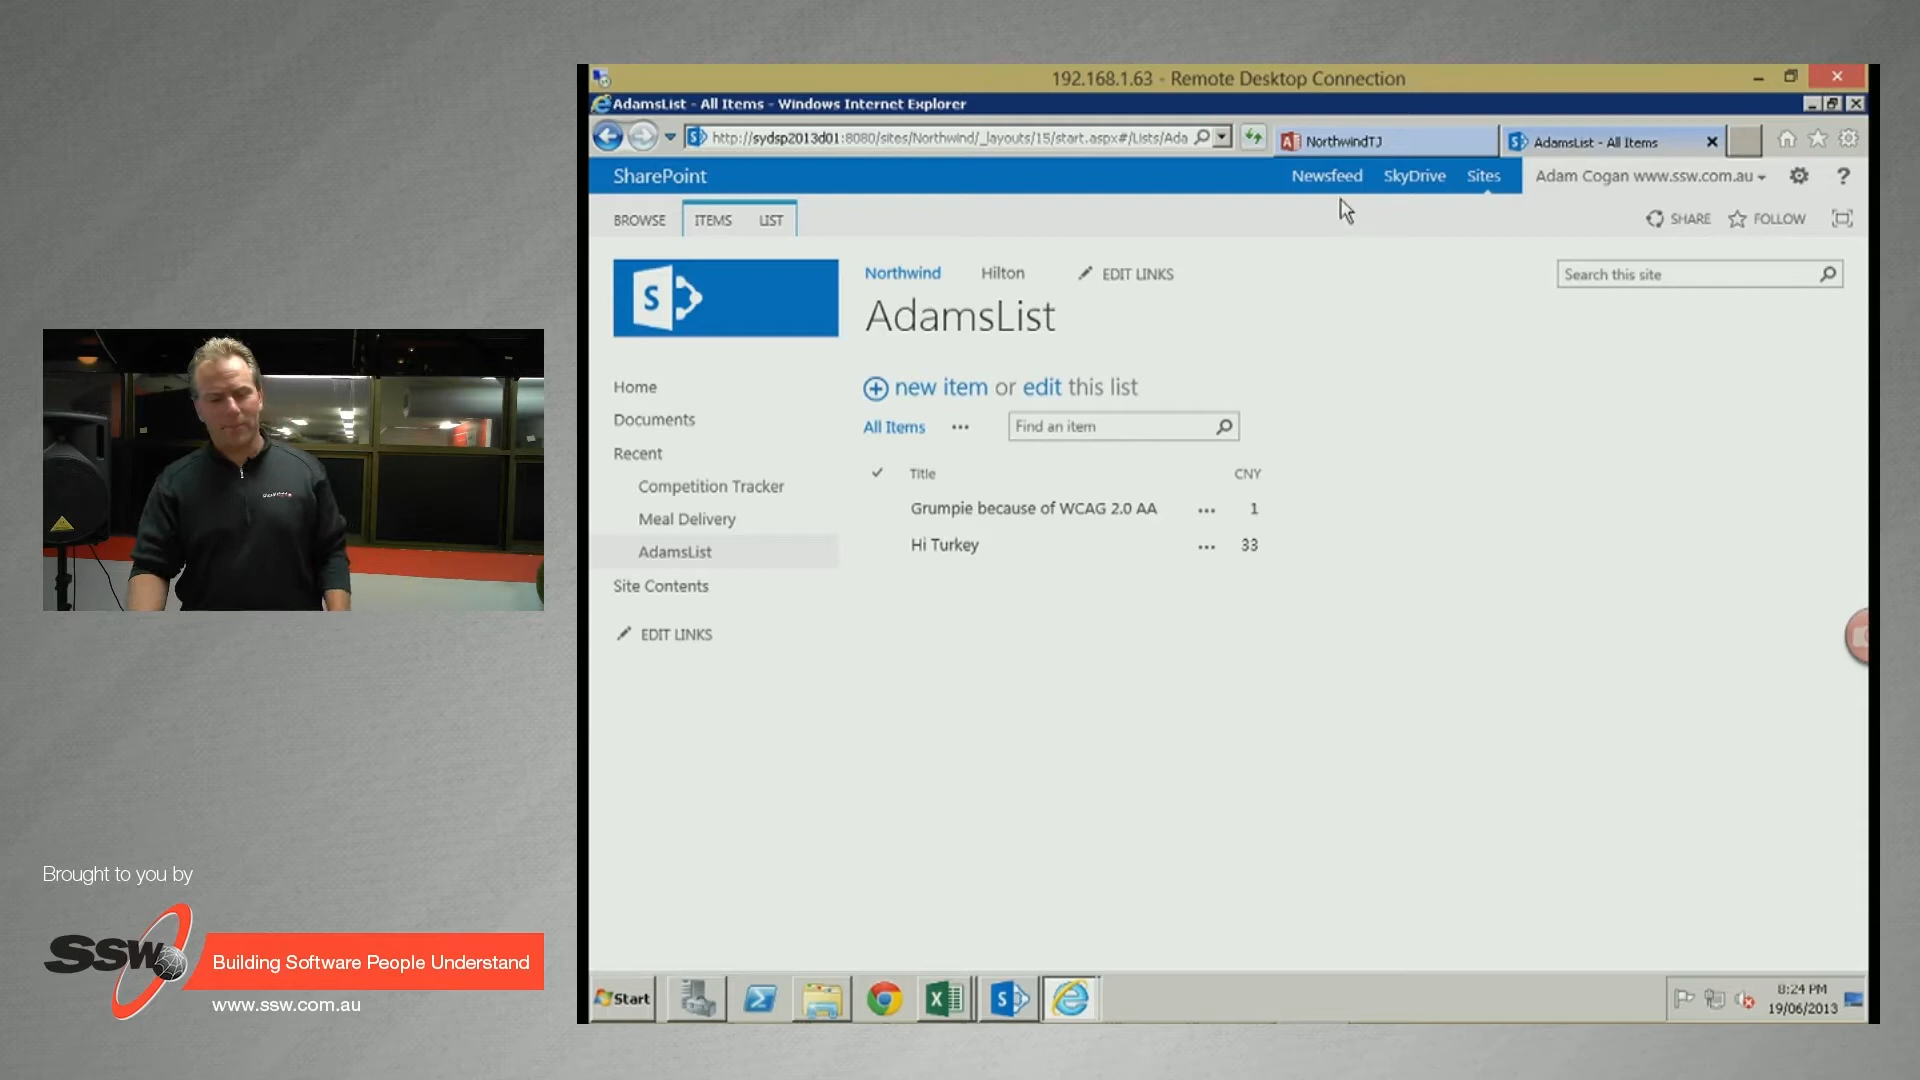 192.168.1.63 - Remote Desktop Connection
AdamsList - All Items - Windows Internet Explorer
http://sydsp2013d01:8080/sites/Northwind/_layouts/15/start.aspx#/Lists/Ada
NorthwindTJ
AdamsList - All Items
SharePoint
Newsfeed
SkyDrive
Sites
Adam Cogan www.ssw.com.au
?
BROWSE
ITEMS
LIST
SHARE
FOLLOW
S
Northwind
Hilton
EDIT LINKS
Search this site
AdamsList
new item or edit this list
All Items
...
Find an item
Title
CNY
Grumpie because of WCAG 2.0 AA
...
1
Hi Turkey
...
33
Home
Documents
Recent
Competition Tracker
Meal Delivery
AdamsList
Site Contents
EDIT LINKS
Start
8:24 PM
19/06/2013
Brought to you by
SSW
Building Software People Understand
www.ssw.com.au